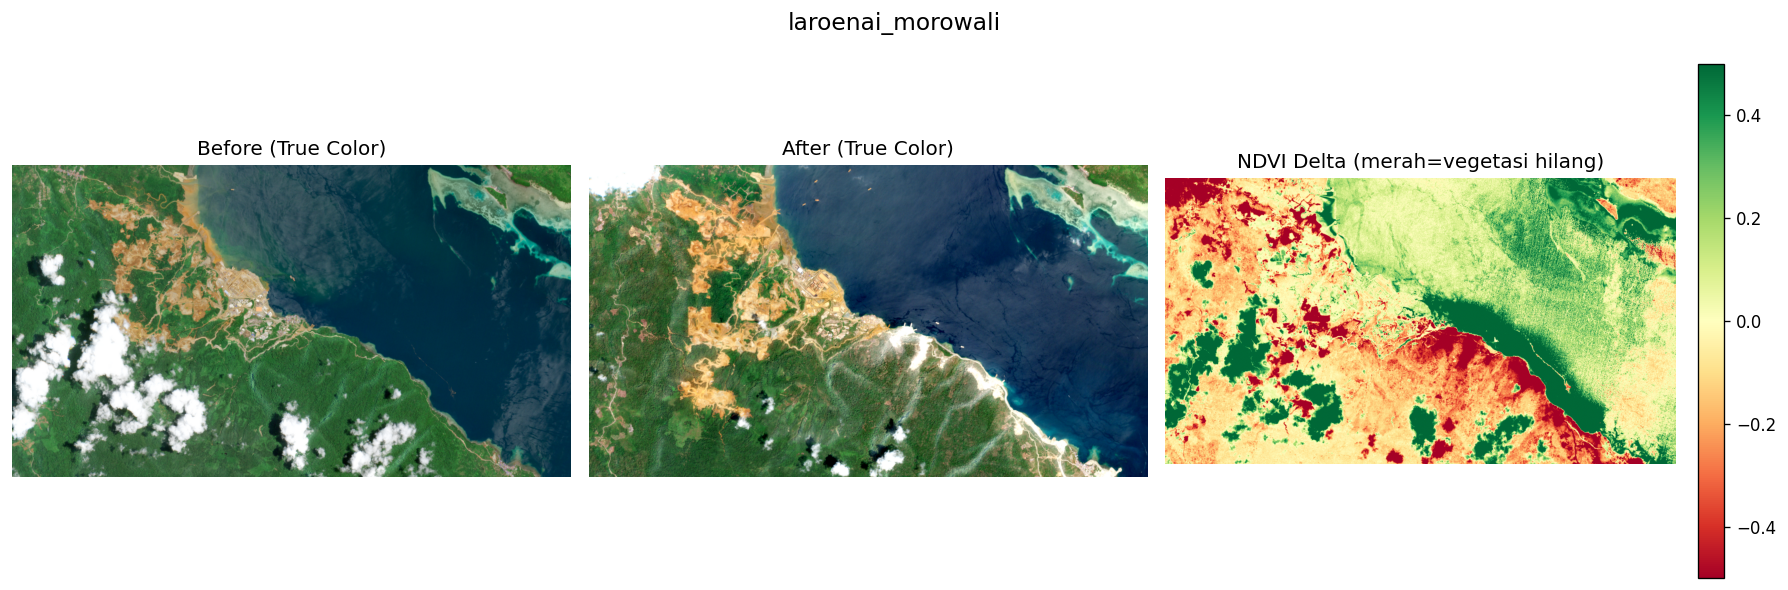 laroenai_morowali
Before (True Color)
After (True Color)
NDVI Delta (merah=vegetasi hilang)
0.4
0.2
0.0
−0.2
−0.4